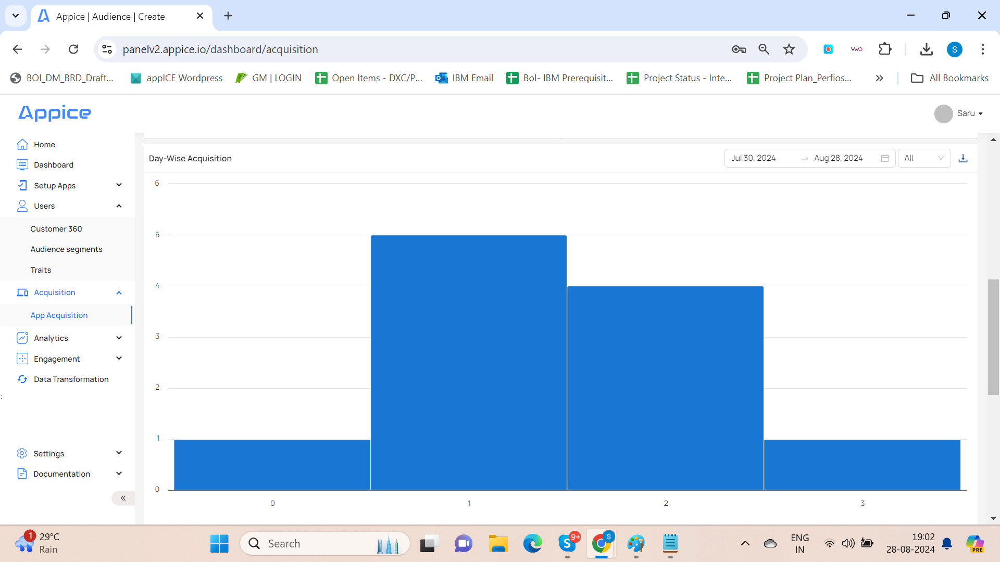 Appice | Audience | Create
panelv2.appice.io/dashboard/acquisition
VWO
S
BOI_DM_BRD_Draft...
appICE Wordpress
GM | LOGIN
Open Items - DXC/P...
IBM Email
BoI- IBM Prerequisit...
Project Status - Inte...
Project Plan_Perfios...
All Bookmarks
Appice
Saru
Home
Dashboard
Setup Apps
Users
Customer 360
Audience segments
Traits
Acquisition
App Acquisition
Analytics
Engagement
Data Transformation
:
Settings
Documentation
Day-Wise Acquisition
Jul 30, 2024
Aug 28, 2024
All
6
5
4
3
2
1
0
0
1
2
3
1
29°C
Rain
Search
9+
S
S
ENG
IN
19:02
28-08-2024
PRE